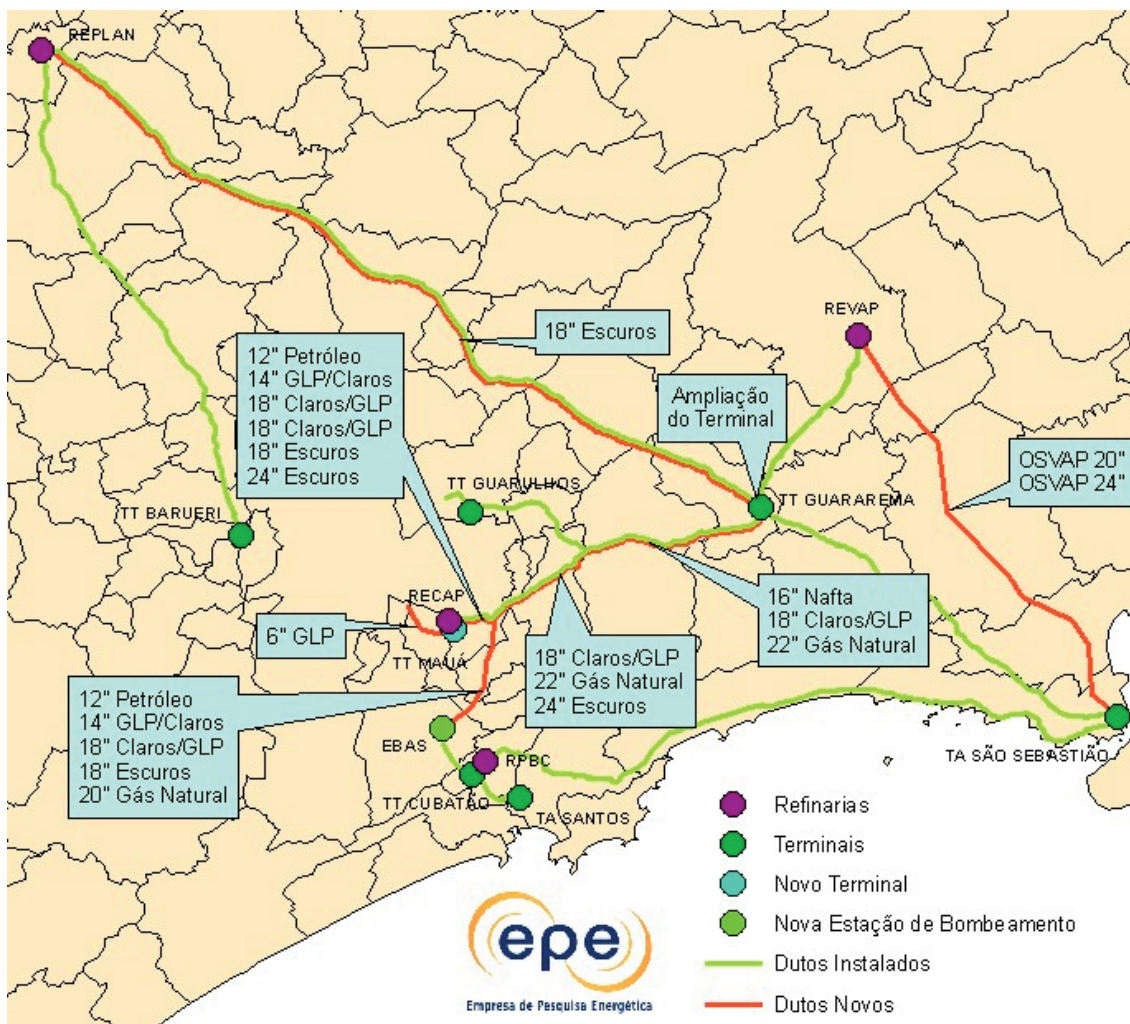 REPLAN
18" Escuros
REVAP
12" Petróleo
14" GLP/Claros
18" Claros/GLP
18" Claros/GLP
18" Escuros
24" Escuros
Ampliação
do Terminal
OSVAP 20"
OSVAP 24"
TT GUARULHOS
TT GUARAREMA
TT BARUERI
RECAP
6" GLP
TT MAUÁ
16" Nafta
18" Claros/GLP
22" Gás Natural
18" Claros/GLP
22" Gás Natural
24" Escuros
12" Petróleo
14" GLP/Claros
18" Claros/GLP
18" Escuros
20" Gás Natural
EBAS
RPBC
TT CUBATÃO
TA SANTOS
TA SÃO SEBASTIÃO
Refinarias
Terminais
Novo Terminal
Nova Estação de Bombeamento
Dutos Instalados
Dutos Novos
epe
Empresa de Pesquisa Energética